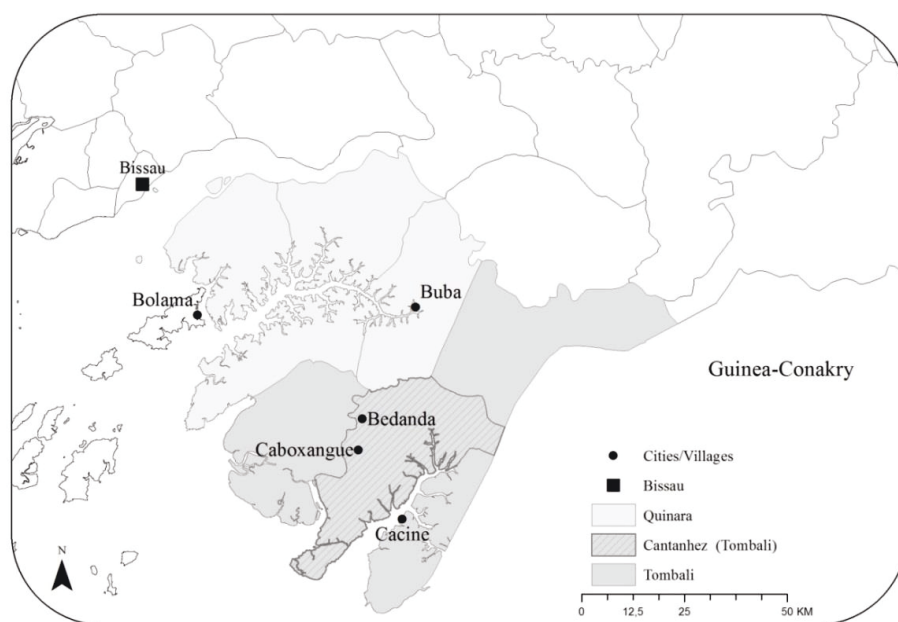 Bissau
Bolama
Buba
Guinea-Conakry
Bedanda
Caboxangue
Cacine
Cities/Villages
Bissau
Quinara
Cantanhez (Tombali)
Tombali
N
0 12,5 25 50 KM